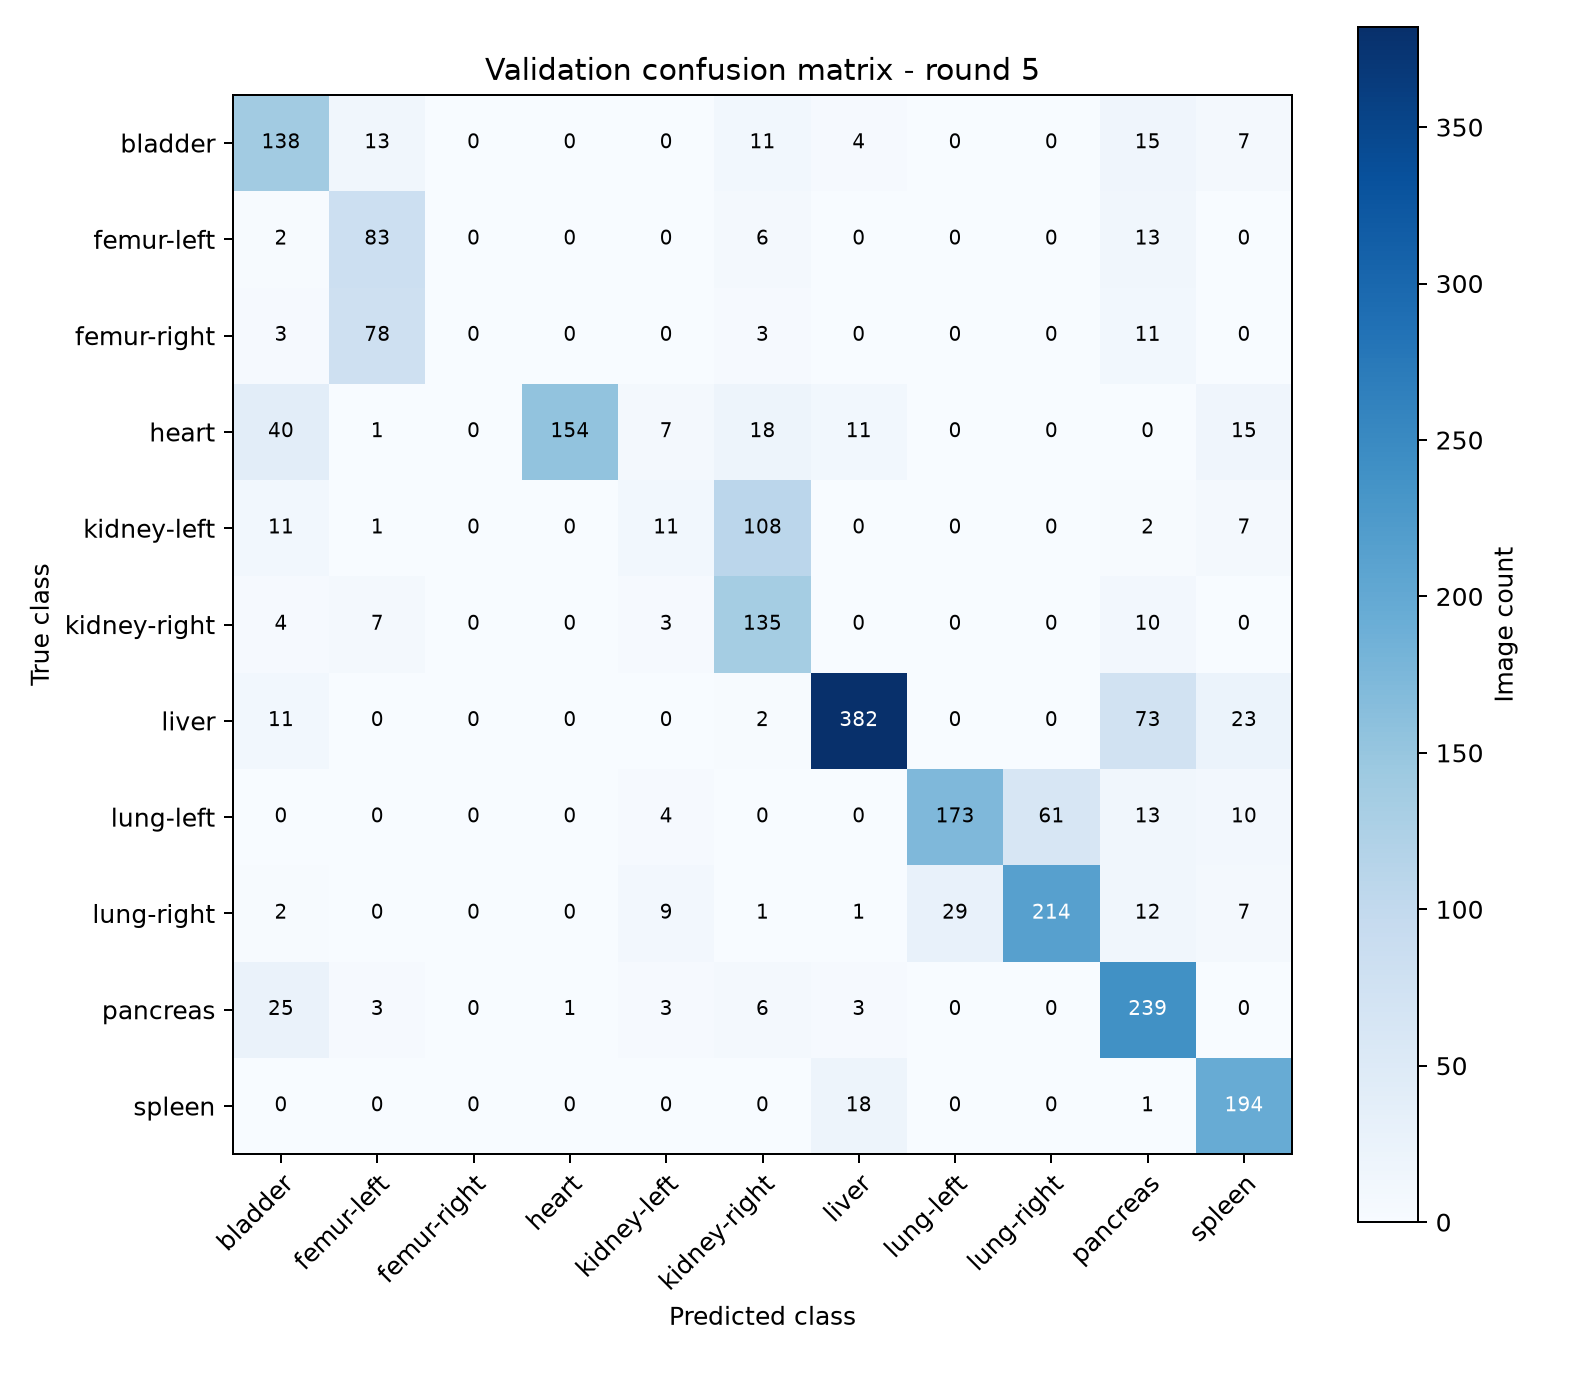 Validation confusion matrix - round 5
bladder 138 13 0 0 0 11 4 0 0 15 7
femur-left 2 83 0 0 0 6 0 0 0 13 0
femur-right 3 78 0 0 0 3 0 0 0 11 0
heart 40 1 0 154 7 18 11 0 0 0 15
kidney-left 11 1 0 0 11 108 0 0 0 2 7
kidney-right 4 7 0 0 3 135 0 0 0 10 0
liver 11 0 0 0 0 2 382 0 0 73 23
lung-left 0 0 0 0 4 0 0 173 61 13 10
lung-right 2 0 0 0 9 1 1 29 214 12 7
pancreas 25 3 0 1 3 6 3 0 0 239 0
spleen 0 0 0 0 0 0 18 0 0 1 194
True class
bladder femur-left femur-right heart kidney-left kidney-right liver lung-left lung-right pancreas spleen
Predicted class
350
300
250
200
150
100
50
0
Image count